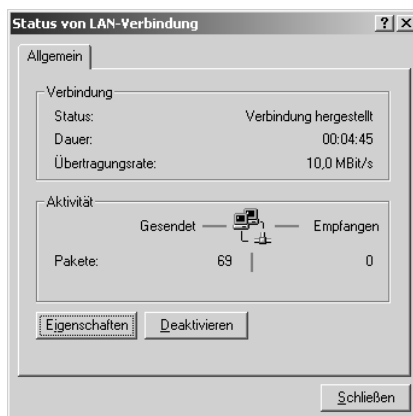 Status von LAN-Verbindung
Allgemein
Verbindung
Status: Verbindung hergestellt
Dauer: 00:04:45
Übertragungsrate: 10,0 MBit/s
Aktivität
Gesendet Empfangen
Pakete: 69 0
Eigenschaften Deaktivieren
Schließen